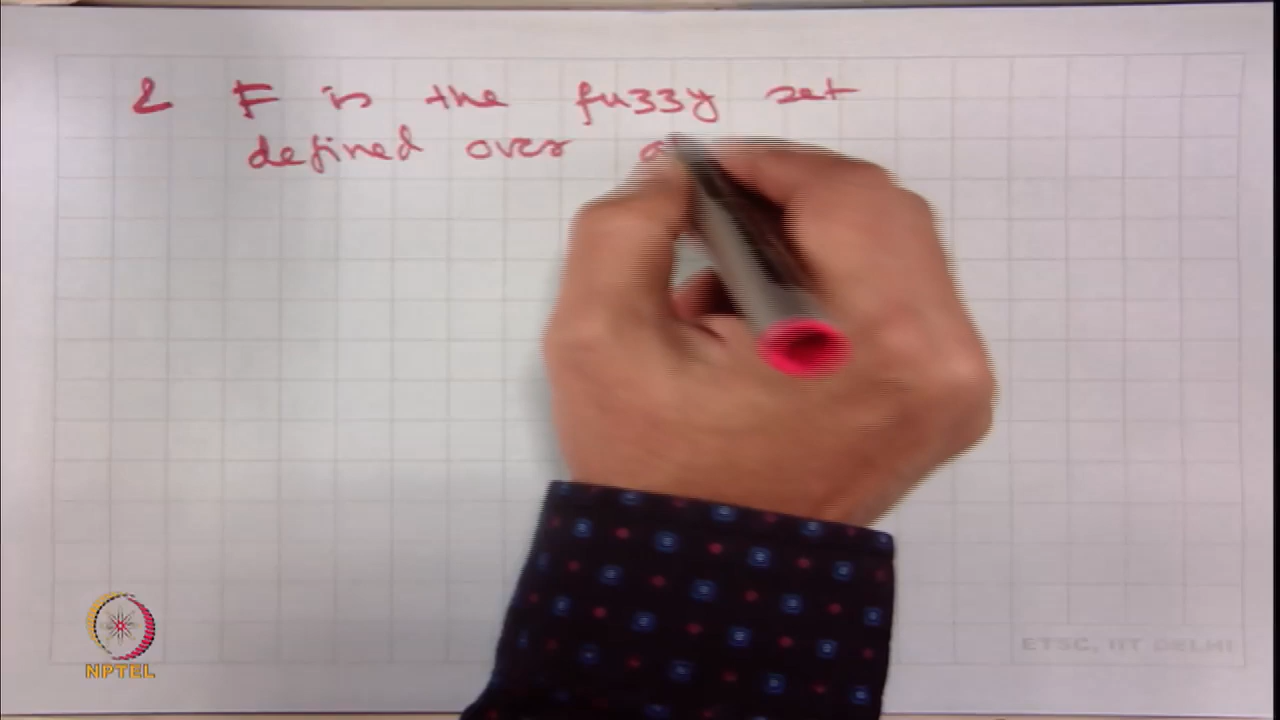 & F is the fuzzy set
defined over a
NPTEL
ETSC, IIT DELHI